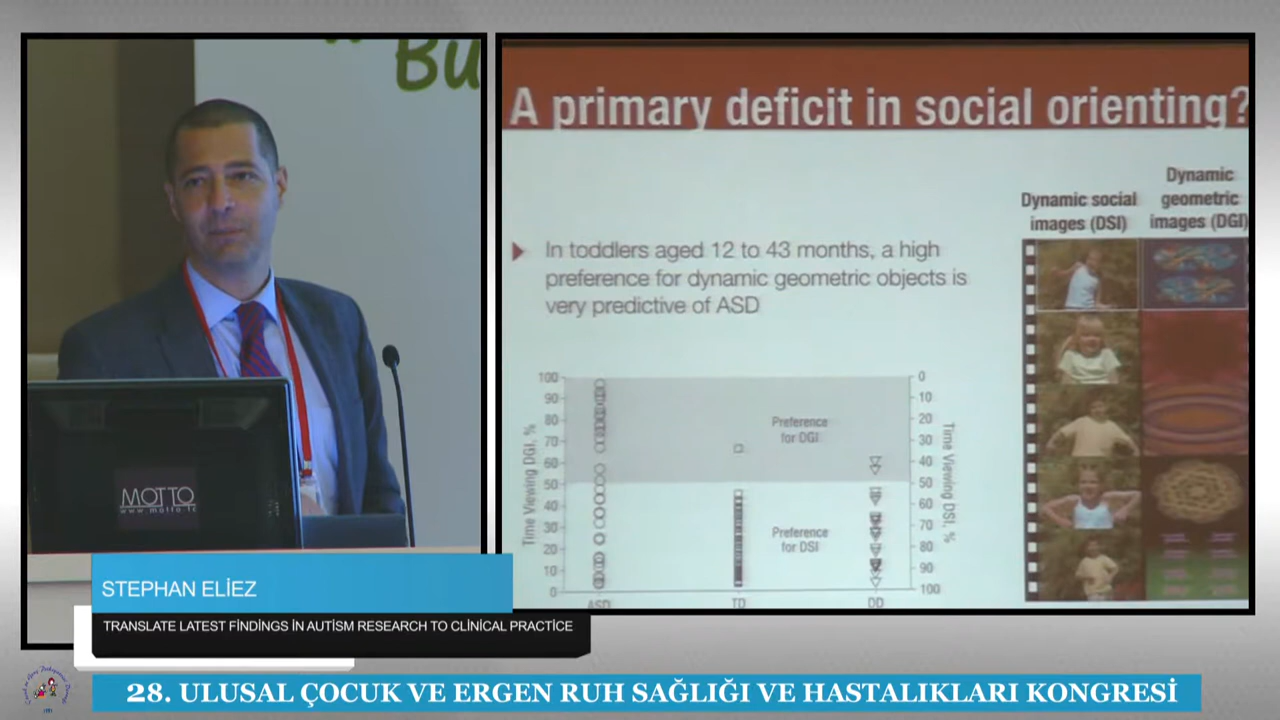 Bu
A primary deficit in social orienting?
Dynamic social
images (DSI)
Dynamic
geometric
images (DGI)
In toddlers aged 12 to 43 months, a high
preference for dynamic geometric objects is
very predictive of ASD
Time Viewing DGI, %
100
90
80
70
60
50
40
30
20
10
0
Preference
for DGI
Preference
for DSI
0
10
20
30
40
50
60
70
80
90
100
Time Viewing DSI, %
ASD
TD
DD
MOTTO
www.motto.tc
STEPHAN ELİEZ
TRANSLATE LATEST FİNDİNGS İN AUTİSM RESEARCH TO CLİNİCAL PRACTİCE
28. ULUSAL ÇOCUK VE ERGEN RUH SAĞLIĞI VE HASTALIKLARI KONGRESİ